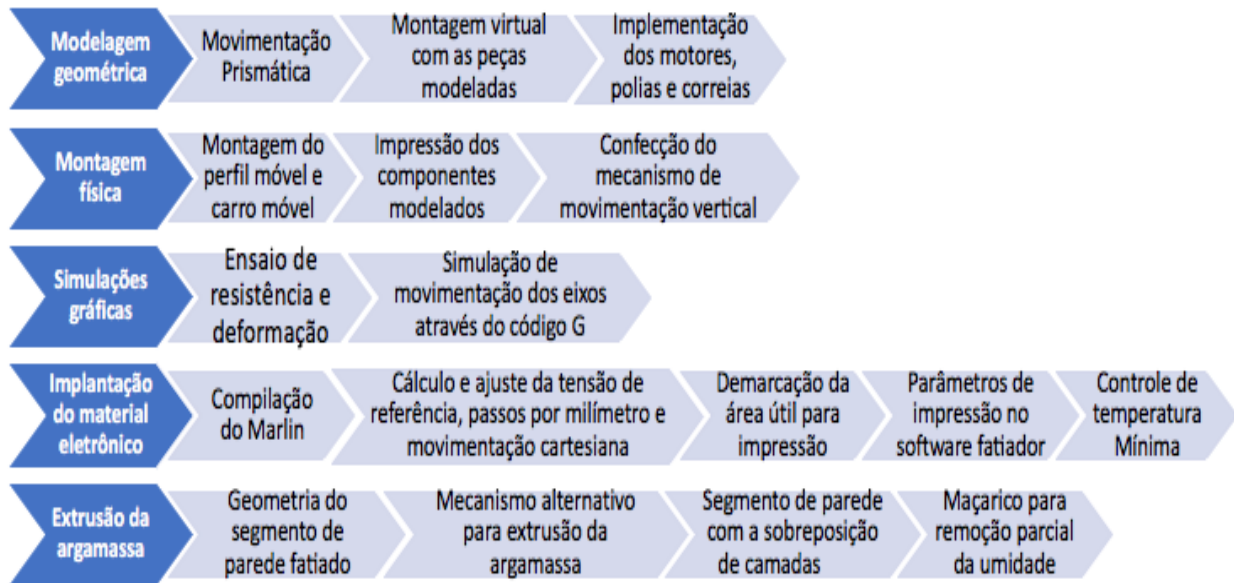 Modelagem
geométrica
Movimentação
Prismática
Montagem virtual
com as peças
modeladas
Implementação
dos motores,
polias e correias
Montagem
física
Montagem do
perfil móvel e
carro móvel
Impressão dos
componentes
modelados
Confecção do
mecanismo de
movimentação vertical
Simulações
gráficas
Ensaio de
resistência e
deformação
Simulação de
movimentação dos eixos
através do código G
Implantação
do material
eletrônico
Compilação
do Marlin
Cálculo e ajuste da tensão de
referência, passos por milímetro e
movimentação cartesiana
Demarcação da
área útil para
impressão
Parâmetros de
impressão no
software fatiador
Controle de
temperatura
Mínima
Extrusão da
argamassa
Geometria do
segmento de
parede fatiado
Mecanismo alternativo
para extrusão da
argamassa
Segmento de parede
com a sobreposição
de camadas
Maçarico para
remoção parcial
da umidade